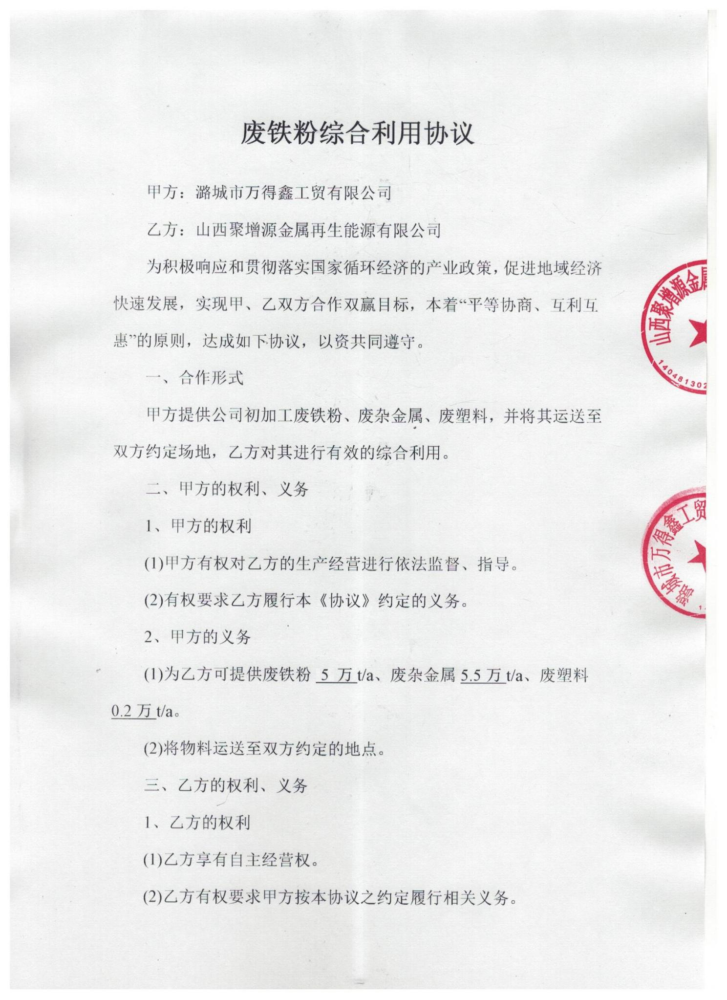 废铁粉综合利用协议
甲方：潞城市万得鑫工贸有限公司
乙方：山西聚增源金属再生能源有限公司
为积极响应和贯彻落实国家循环经济的产业政策，促进地域经济
快速发展，实现甲、乙双方合作双赢目标，本着“平等协商、互利互
惠”的原则，达成如下协议，以资共同遵守。
一、合作形式
甲方提供公司初加工废铁粉、废杂金属、废塑料，并将其运送至
双方约定场地，乙方对其进行有效的综合利用。
二、甲方的权利、义务
1、甲方的权利
(1)甲方有权对乙方的生产经营进行依法监督、指导。
(2)有权要求乙方履行本《协议》约定的义务。
2、甲方的义务
(1)为乙方可提供废铁粉 5 万 t/a、废杂金属 5.5 万 t/a、废塑料
0.2 万 t/a。
(2)将物料运送至双方约定的地点。
三、乙方的权利、义务
1、乙方的权利
(1)乙方享有自主经营权。
(2)乙方有权要求甲方按本协议之约定履行相关义务。
山西聚增源金属
140481302
潞城市万得鑫工贸